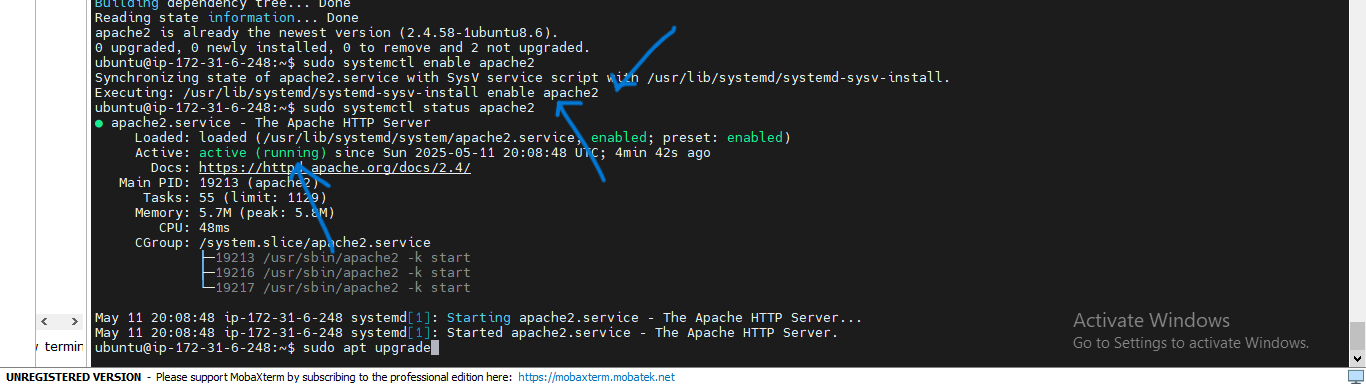 Building dependency tree... Done
Reading state information... Done
apache2 is already the newest version (2.4.58-1ubuntu8.6).
0 upgraded, 0 newly installed, 0 to remove and 2 not upgraded.
ubuntu@ip-172-31-6-248:~$ sudo systemctl enable apache2
Synchronizing state of apache2.service with SysV service script with /usr/lib/systemd/systemd-sysv-install.
Executing: /usr/lib/systemd/systemd-sysv-install enable apache2
ubuntu@ip-172-31-6-248:~$ sudo systemctl status apache2
● apache2.service - The Apache HTTP Server
Loaded: loaded (/usr/lib/systemd/system/apache2.service; enabled; preset: enabled)
Active: active (running) since Sun 2025-05-11 20:08:48 UTC; 4min 42s ago
Docs: https://httpd.apache.org/docs/2.4/
Main PID: 19213 (apache2)
Tasks: 55 (limit: 1129)
Memory: 5.7M (peak: 5.8M)
CPU: 48ms
CGroup: /system.slice/apache2.service
├─19213 /usr/sbin/apache2 -k start
├─19216 /usr/sbin/apache2 -k start
└─19217 /usr/sbin/apache2 -k start
May 11 20:08:48 ip-172-31-6-248 systemd[1]: Starting apache2.service - The Apache HTTP Server...
May 11 20:08:48 ip-172-31-6-248 systemd[1]: Started apache2.service - The Apache HTTP Server.
ubuntu@ip-172-31-6-248:~$ sudo apt upgrade
termin
Activate Windows
Go to Settings to activate Windows.
UNREGISTERED VERSION - Please support MobaXterm by subscribing to the professional edition here: https://mobaxterm.mobatek.net